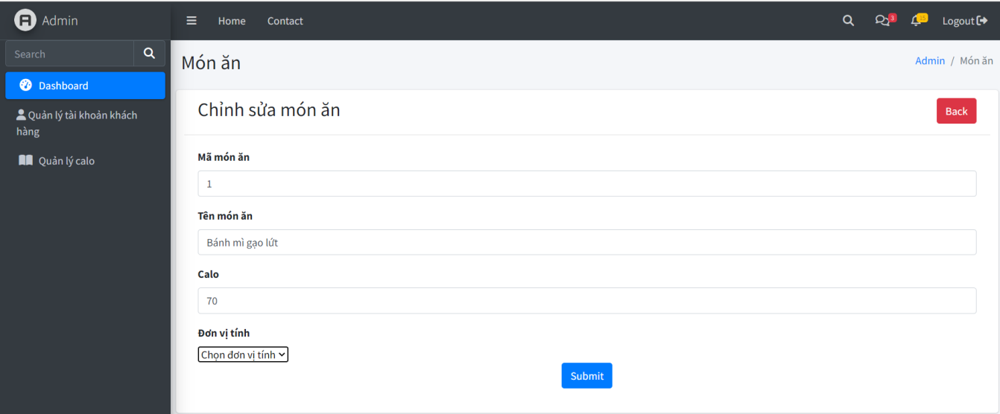 Admin
Home Contact 3 15 Logout
Search
Món ăn
Admin / Món ăn
Dashboard
Chỉnh sửa món ăn
Back
Quản lý tài khoản khách
hàng
Quản lý calo
Mã món ăn
1
Tên món ăn
Bánh mì gạo lứt
Calo
70
Đơn vị tính
Chọn đơn vị tính
Submit